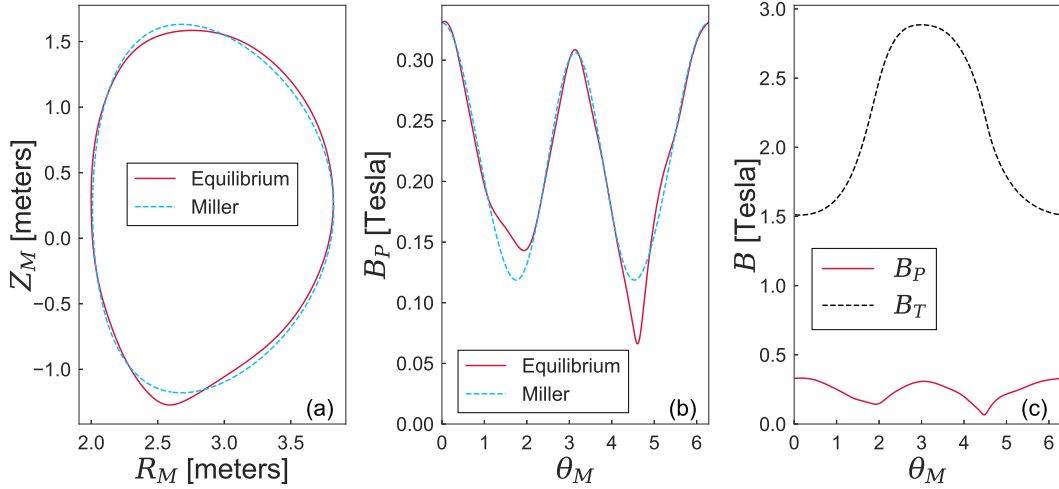 Z_M [meters]
1.5
1.0
0.5
0.0
−0.5
−1.0
Equilibrium
Miller
(a)
2.0 2.5 3.0 3.5
R_M [meters]
B_P [Tesla]
0.30
0.25
0.20
0.15
0.10
0.05
0.00
Equilibrium
Miller
(b)
0 1 2 3 4 5 6
θ_M
B [Tesla]
3.0
2.5
2.0
1.5
1.0
0.5
0.0
B_P
B_T
(c)
0 1 2 3 4 5 6
θ_M